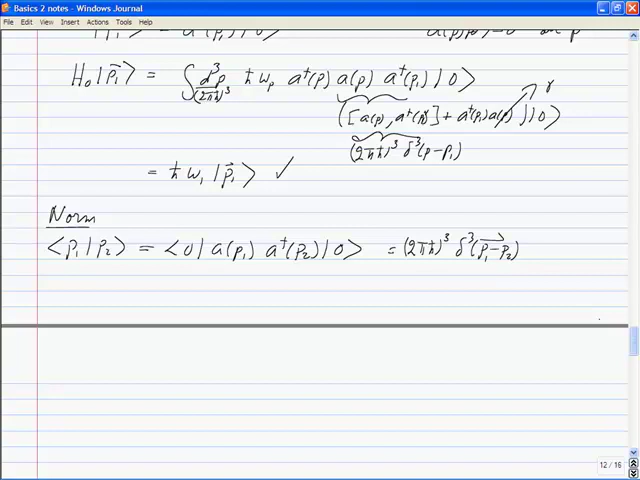 Basics 2 notes - Windows Journal
File Edit View Insert Actions Tools Help
H₀|p⃗₁⟩ = ∫ d³p/(2πħ)³ ħω_p a†(p) a(p) a†(p₁)|0⟩
([a(p), a†(p₁)] + a†(p₁)a(p))|0⟩
(2πħ)³ δ³(p-p₁)
= ħω₁|p⃗₁⟩ ✓
Norm
⟨p₁|p₂⟩ = ⟨0|a(p₁) a†(p₂)|0⟩ = (2πħ)³ δ³(p₁-p₂)
12 / 16